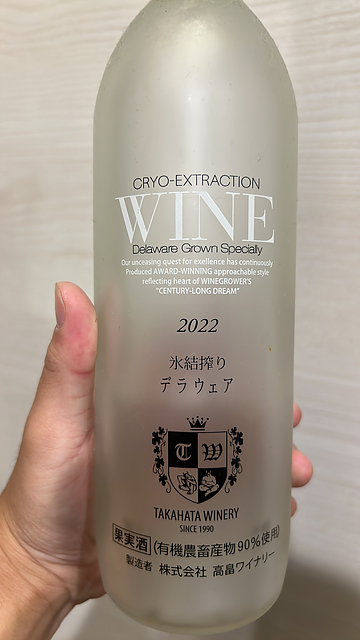 CRYO-EXTRACTION
WINE
Delaware Grown Specially
Our unceasing quest for exellence has continuously
Produced AWARD-WINNING approachable style
reflecting heart of WINEGROWER'S
"CENTURY-LONG DREAM"
2022
氷結搾り
デラウェア
T W
TAKAHATA WINERY
SINCE 1990
果実酒 (有機農畜産物90%使用)
製造者 株式会社 高畠ワイナリー